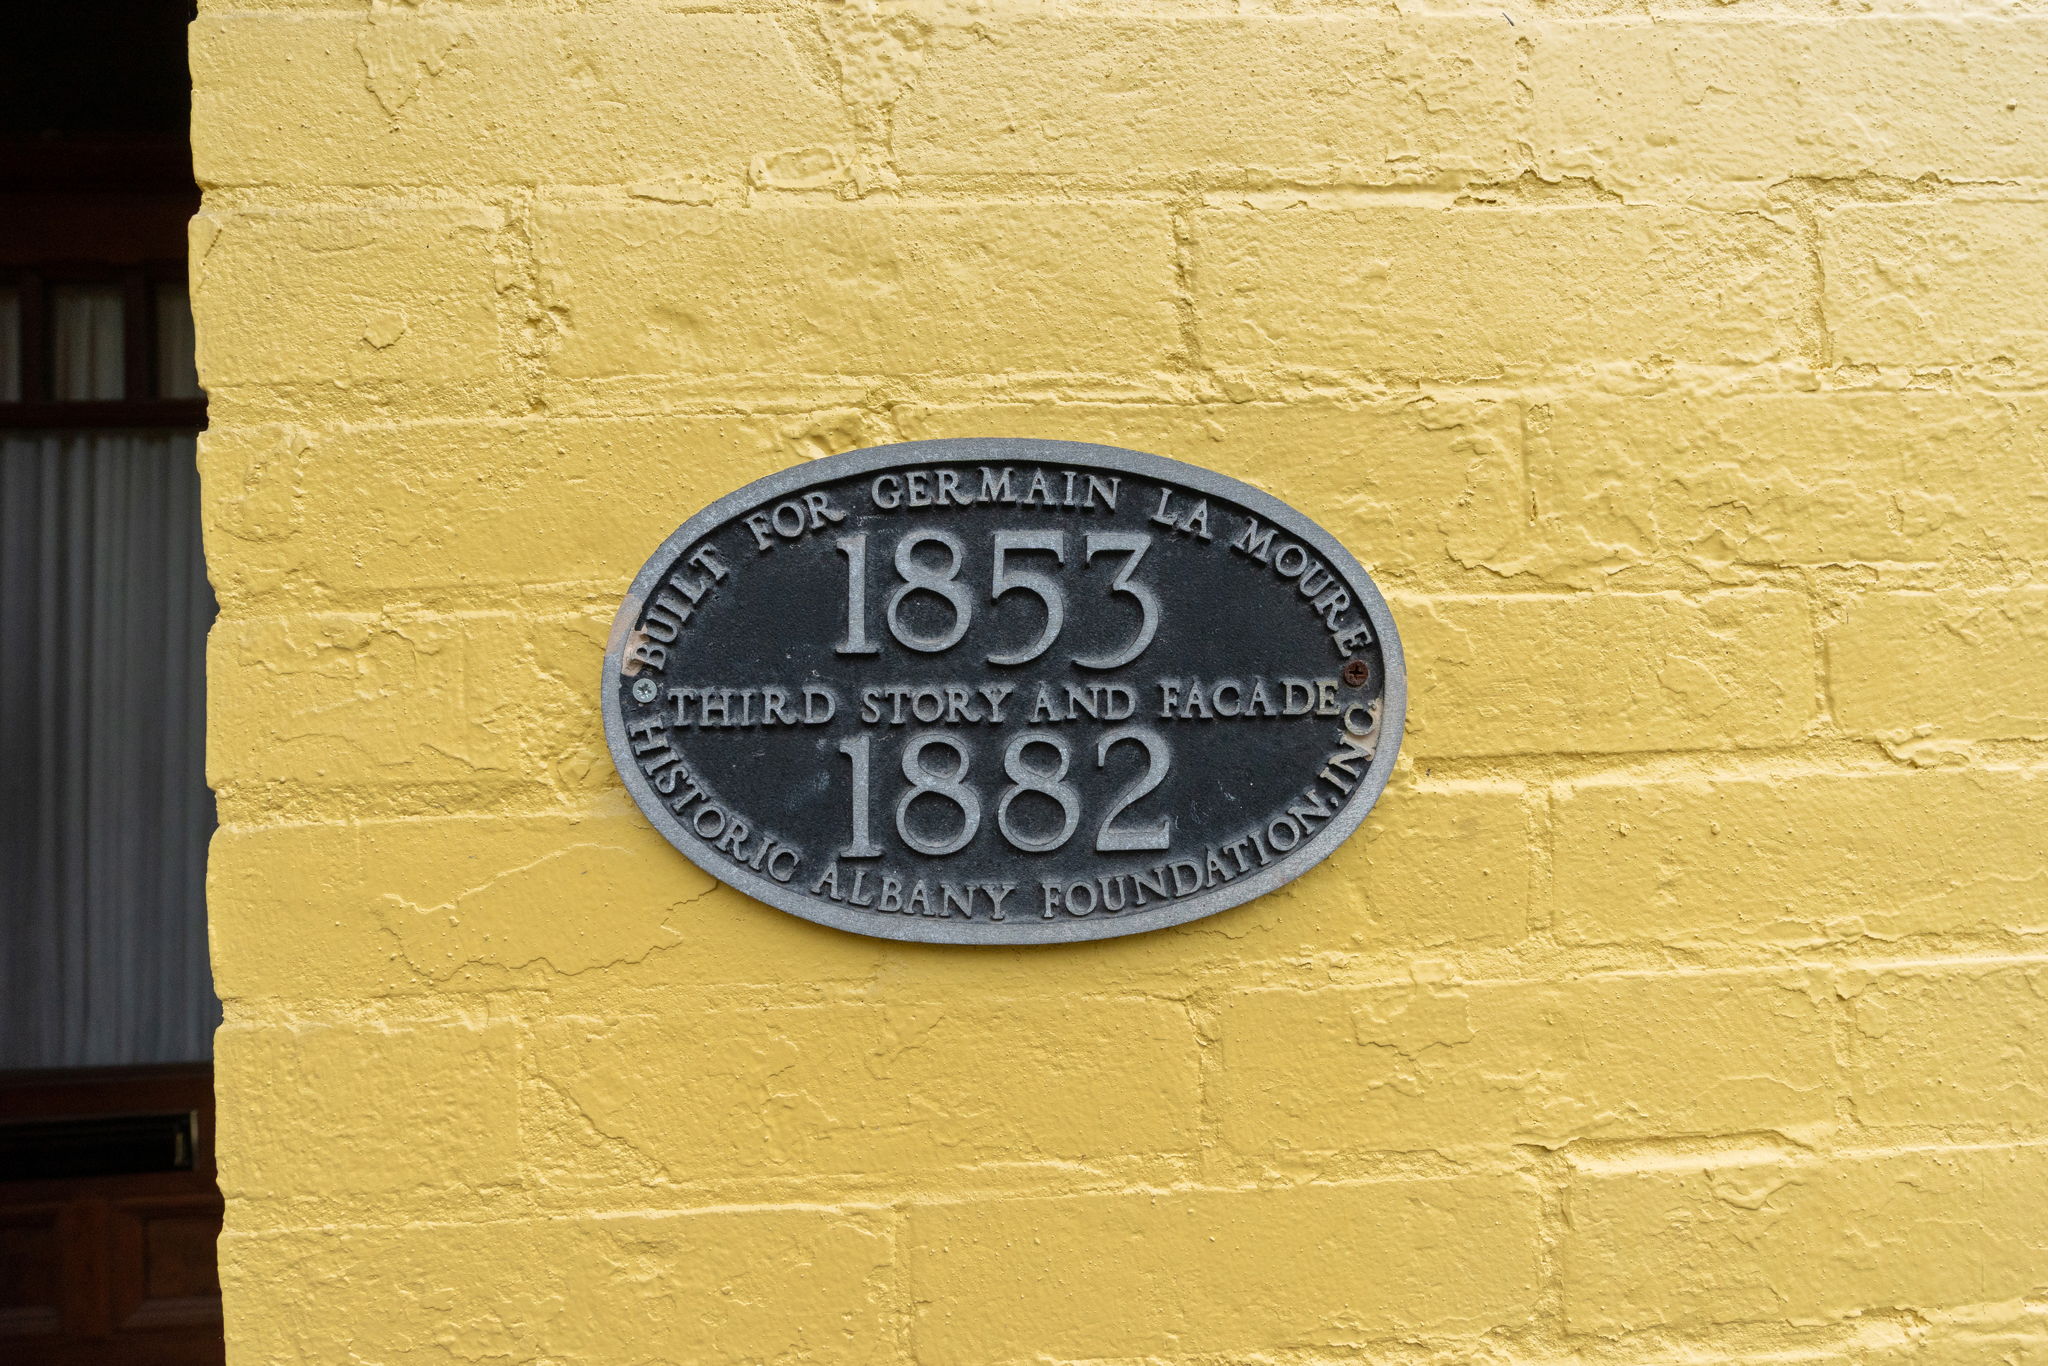 BUILT FOR GERMAIN LA MOURE
1853
THIRD STORY AND FACADE
1882
HISTORIC ALBANY FOUNDATION, INC.